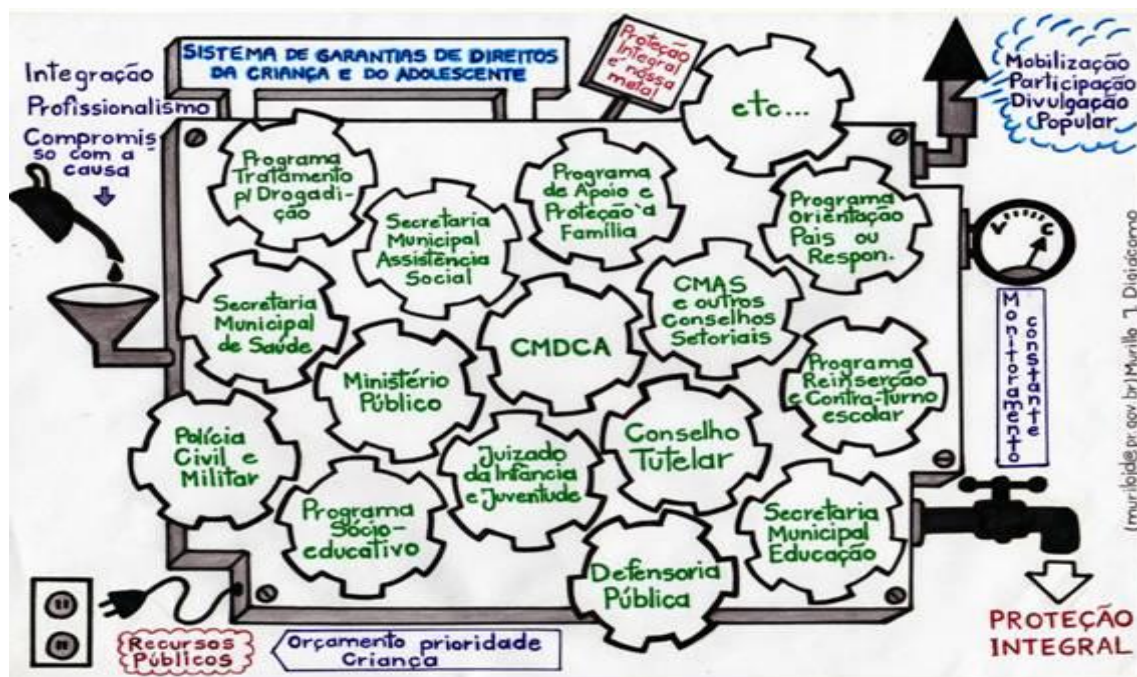 SISTEMA DE GARANTIAS DE DIREITOS
DA CRIANÇA E DO ADOLESCENTE
Proteção
Integral
é nossa
meta!
etc...
Integração
Profissionalismo
Compromis
so com a
causa
Mobilização
Participação
Divulgação
Popular
Programa
Tratamento
p/ Drogadi-
ção
Secretaria
Municipal
Assistência
Social
Programa
de Apoio e
Proteção à
Família
Programa
Orientação
Pais ou
Respon.
Secretaria
Municipal
de Saúde
CMDCA
CMAS
e outros
Conselhos
Setoriais
V C
Ministério
Público
Programa
Reinserção
e Contra-Turno
escolar
Monitoramento
constante
Polícia
Civil e
Militar
Juizado
da Infância
e Juventude
Conselho
Tutelar
Programa
Sócio-
educativo
Secretaria
Municipal
Educação
Defensoria
Pública
Recursos
Públicos
Orçamento prioridade
Criança
PROTEÇÃO
INTEGRAL